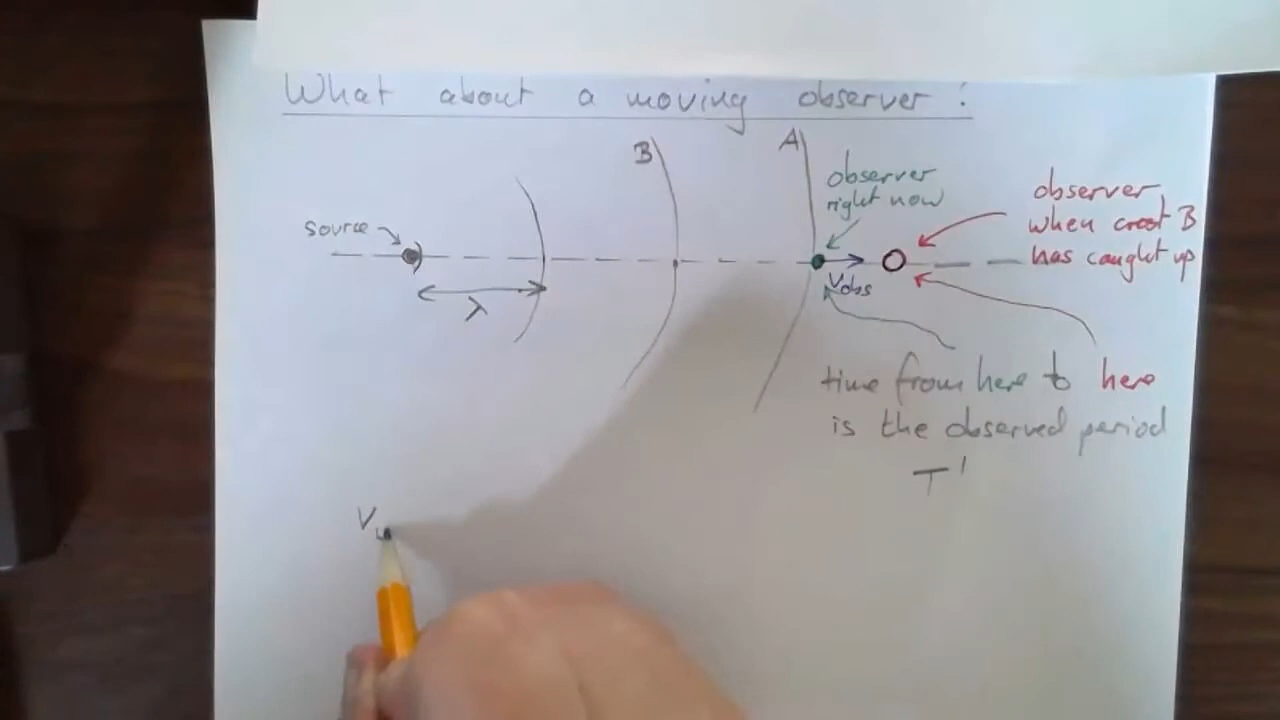 What about a moving observer :
B
A
observer
right now
observer
when crest B
has caught up
source
λ
vobs
time from here to here
is the observed period
T'
V